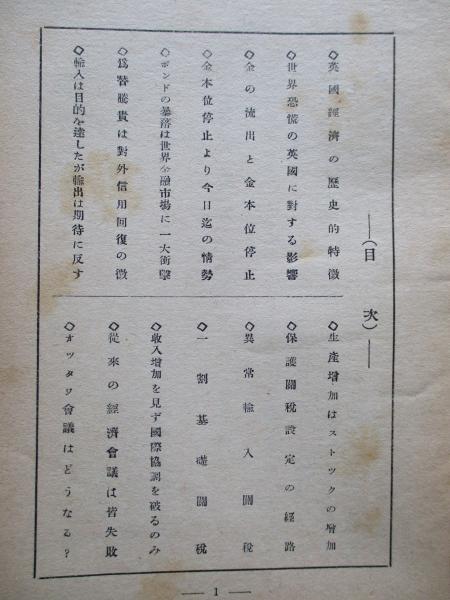 ―(目次)―
◇英國經濟の歷史的特徵
◇世界恐慌の英國に對する影響
◇金の流出と金本位停止
◇金本位停止より今日迄の情勢
◇ポンドの暴落は世界金融市場に一大衝擊
◇爲替騰貴は對外信用回復の徵
◇輸入は目的を達したが輸出は期待に反す
◇生產增加はストツクの增加
◇保護關稅設定の經路
◇異常輸入關稅
◇一割基礎關稅
◇收入增加を見ず國際協調を破るのみ
◇從來の經濟會議は皆失敗
◇オツタワ會議はどうなる?
― 1 ―